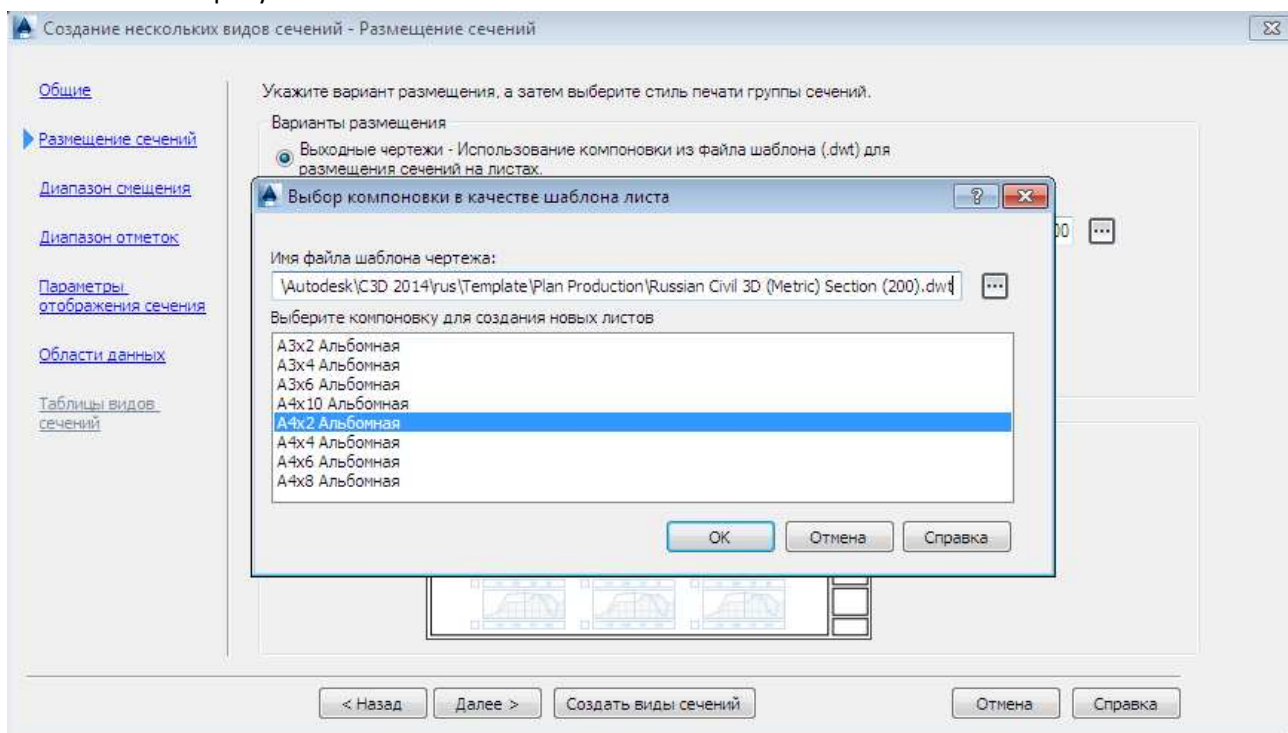 Создание нескольких видов сечений - Размещение сечений
Общие
Размещение сечений
Диапазон смещения
Диапазон отметок
Параметры
отображения сечения
Области данных
Таблицы видов
сечений
Укажите вариант размещения, а затем выберите стиль печати группы сечений.
Варианты размещения
Выходные чертежи - Использование компоновки из файла шаблона (.dwt) для
размещения сечений на листах.
Выбор компоновки в качестве шаблона листа
Имя файла шаблона чертежа:
\Autodesk\C3D 2014\rus\Template\Plan Production\Russian Civil 3D (Metric) Section (200).dwt
...
Выберите компоновку для создания новых листов
A3x2 Альбомная
A3x4 Альбомная
A3x6 Альбомная
A4x10 Альбомная
A4x2 Альбомная
A4x4 Альбомная
A4x6 Альбомная
A4x8 Альбомная
ОК
Отмена
Справка
...
< Назад
Далее >
Создать виды сечений
Отмена
Справка